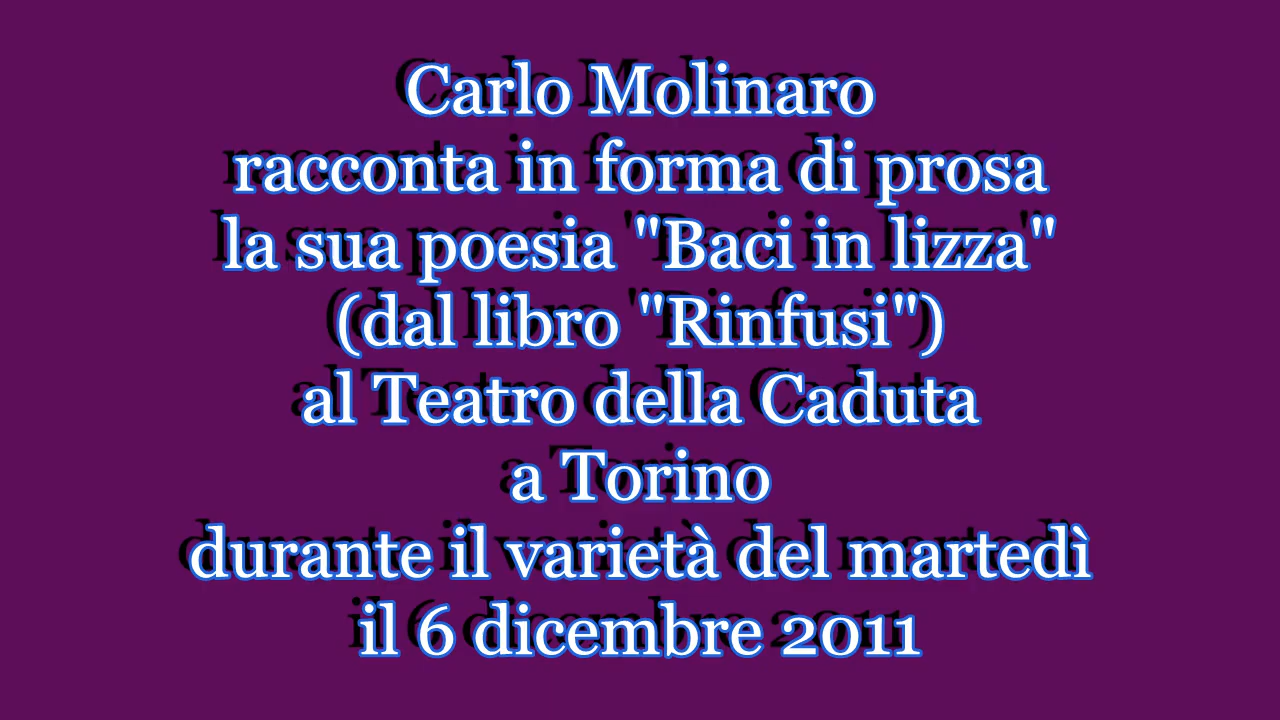 Carlo Molinaro
racconta in forma di prosa
la sua poesia "Baci in lizza"
(dal libro "Rinfusi")
al Teatro della Caduta
a Torino
durante il varietà del martedì
il 6 dicembre 2011